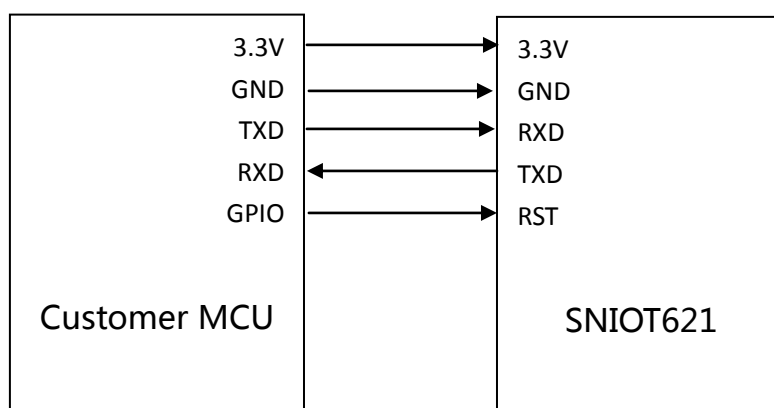 3.3V 3.3V
GND GND
TXD RXD
RXD TXD
GPIO RST
Customer MCU SNIOT621